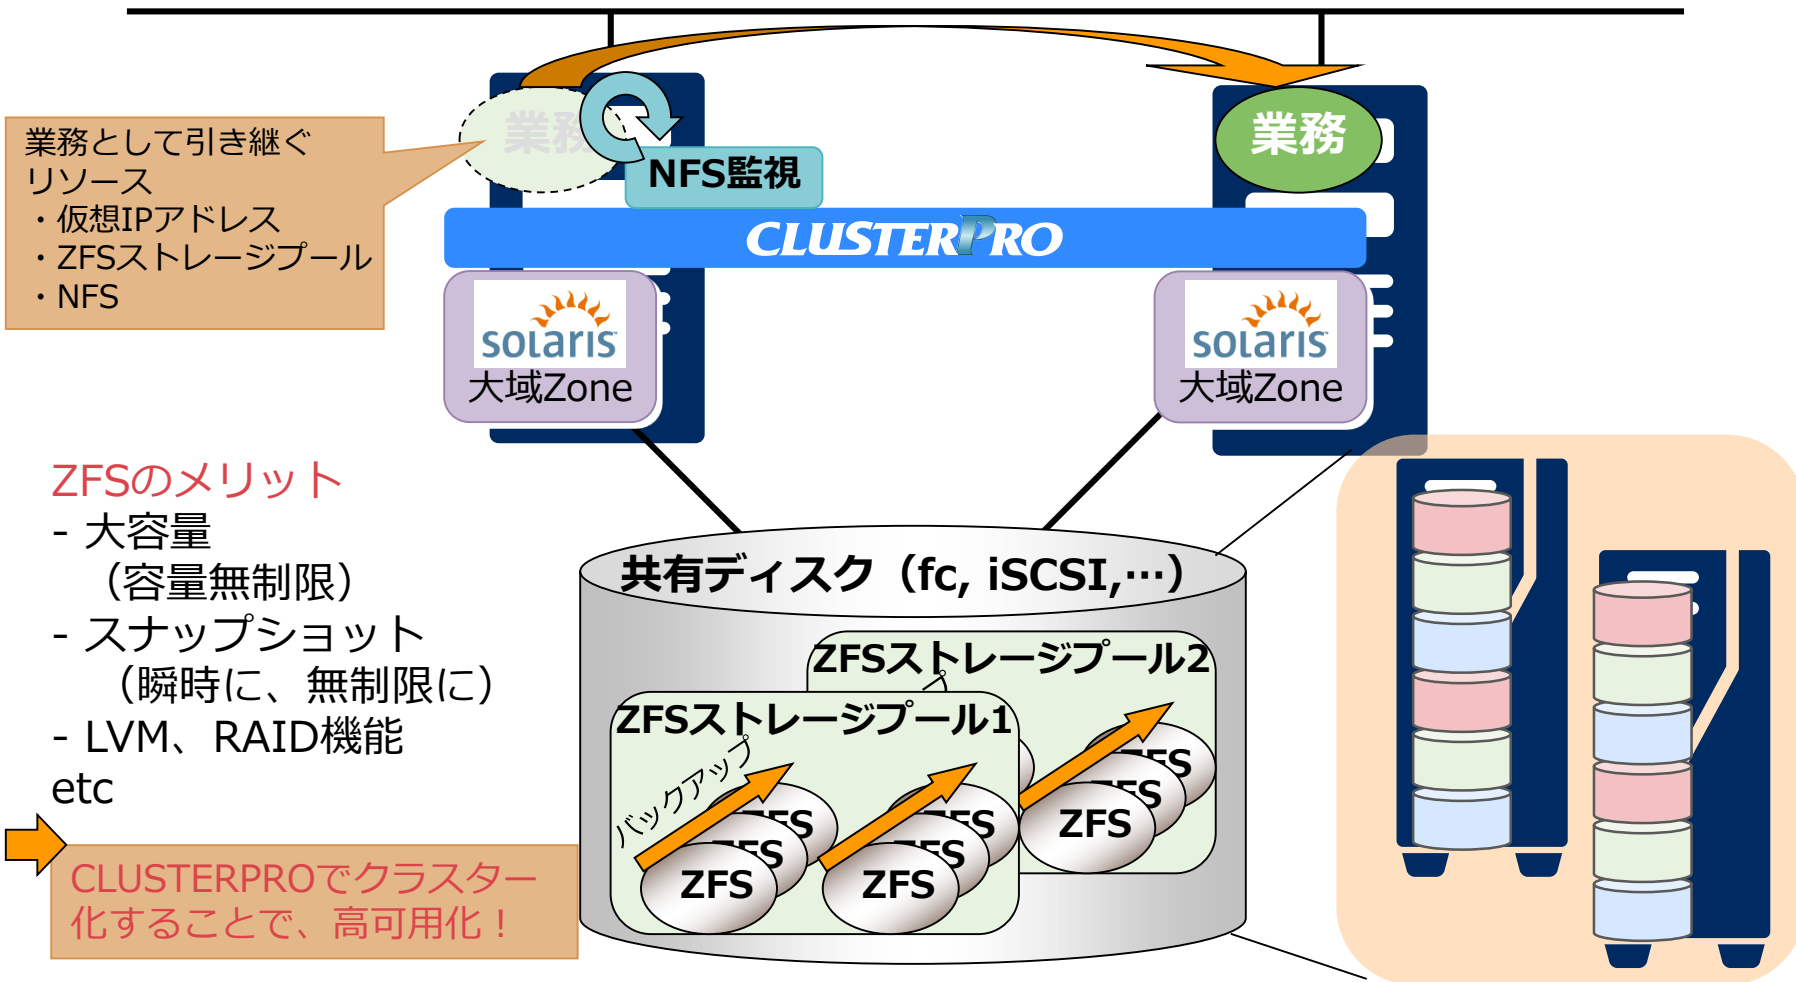 業務
業務
NFS監視
業務として引き継ぐ
リソース
・仮想IPアドレス
・ZFSストレージプール
・NFS
CLUSTERPRO
solaris
大域Zone
solaris
大域Zone
ZFSのメリット
- 大容量
（容量無制限）
- スナップショット
（瞬時に、無制限に）
- LVM、RAID機能
etc
CLUSTERPROでクラスター
化することで、高可用化！
共有ディスク（fc, iSCSI,…）
ZFSストレージプール2
ZFSストレージプール1
バックアップ
ZFS
ZFS
ZFS
ZFS
ZFS
ZFS
ZFS
ZFS
ZFS